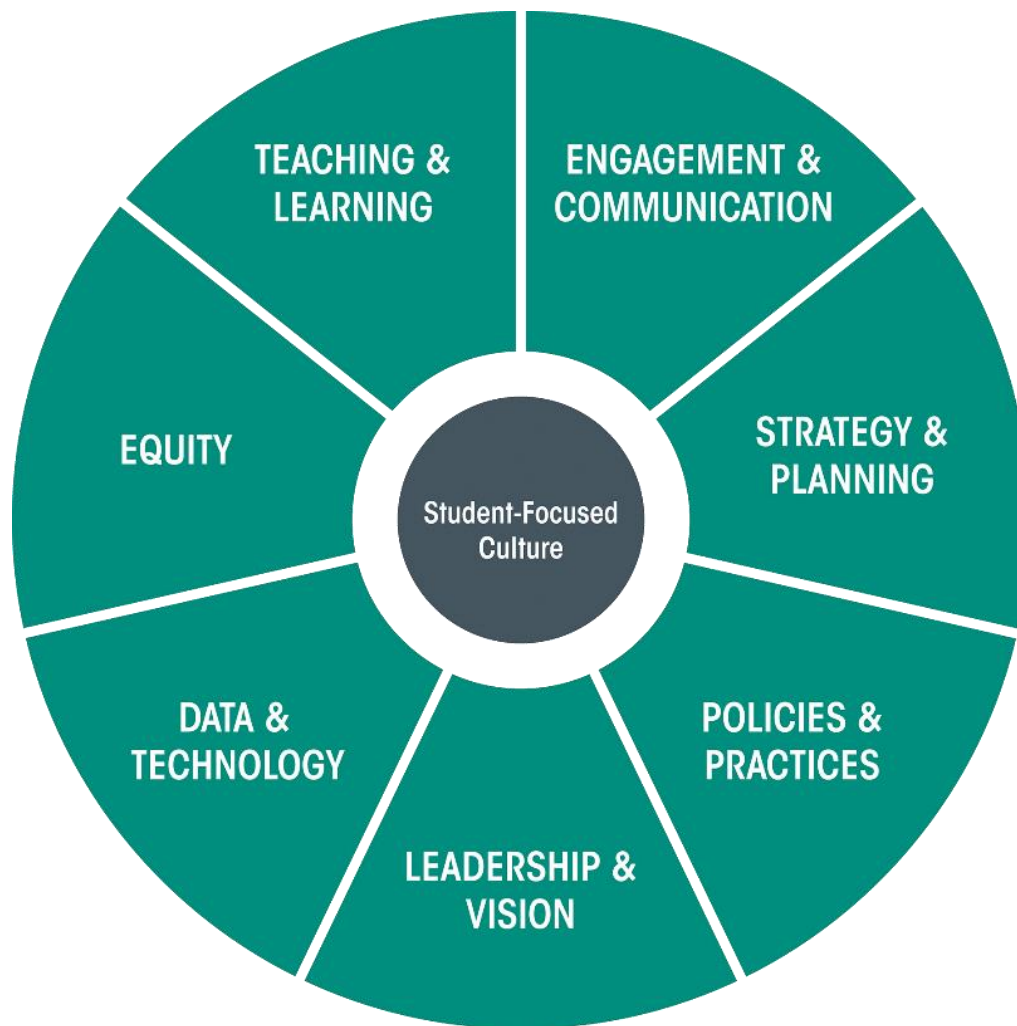 TEACHING &
LEARNING
ENGAGEMENT &
COMMUNICATION
EQUITY
STRATEGY &
PLANNING
Student-Focused
Culture
DATA &
TECHNOLOGY
POLICIES &
PRACTICES
LEADERSHIP &
VISION